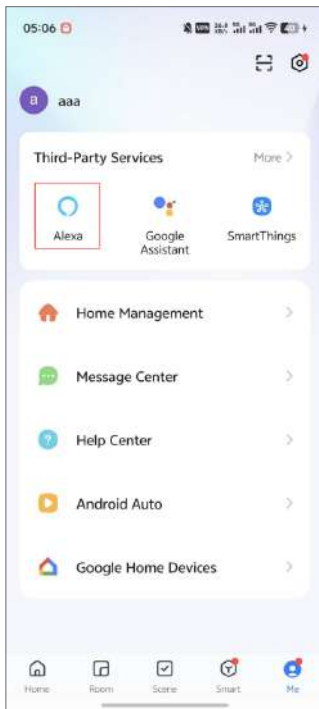 05:06
a
aaa
Third-Party Services
More
Alexa
Google
Assistant
SmartThings
Home Management
Message Center
Help Center
Android Auto
Google Home Devices
Home
Room
Scene
Smart
Me